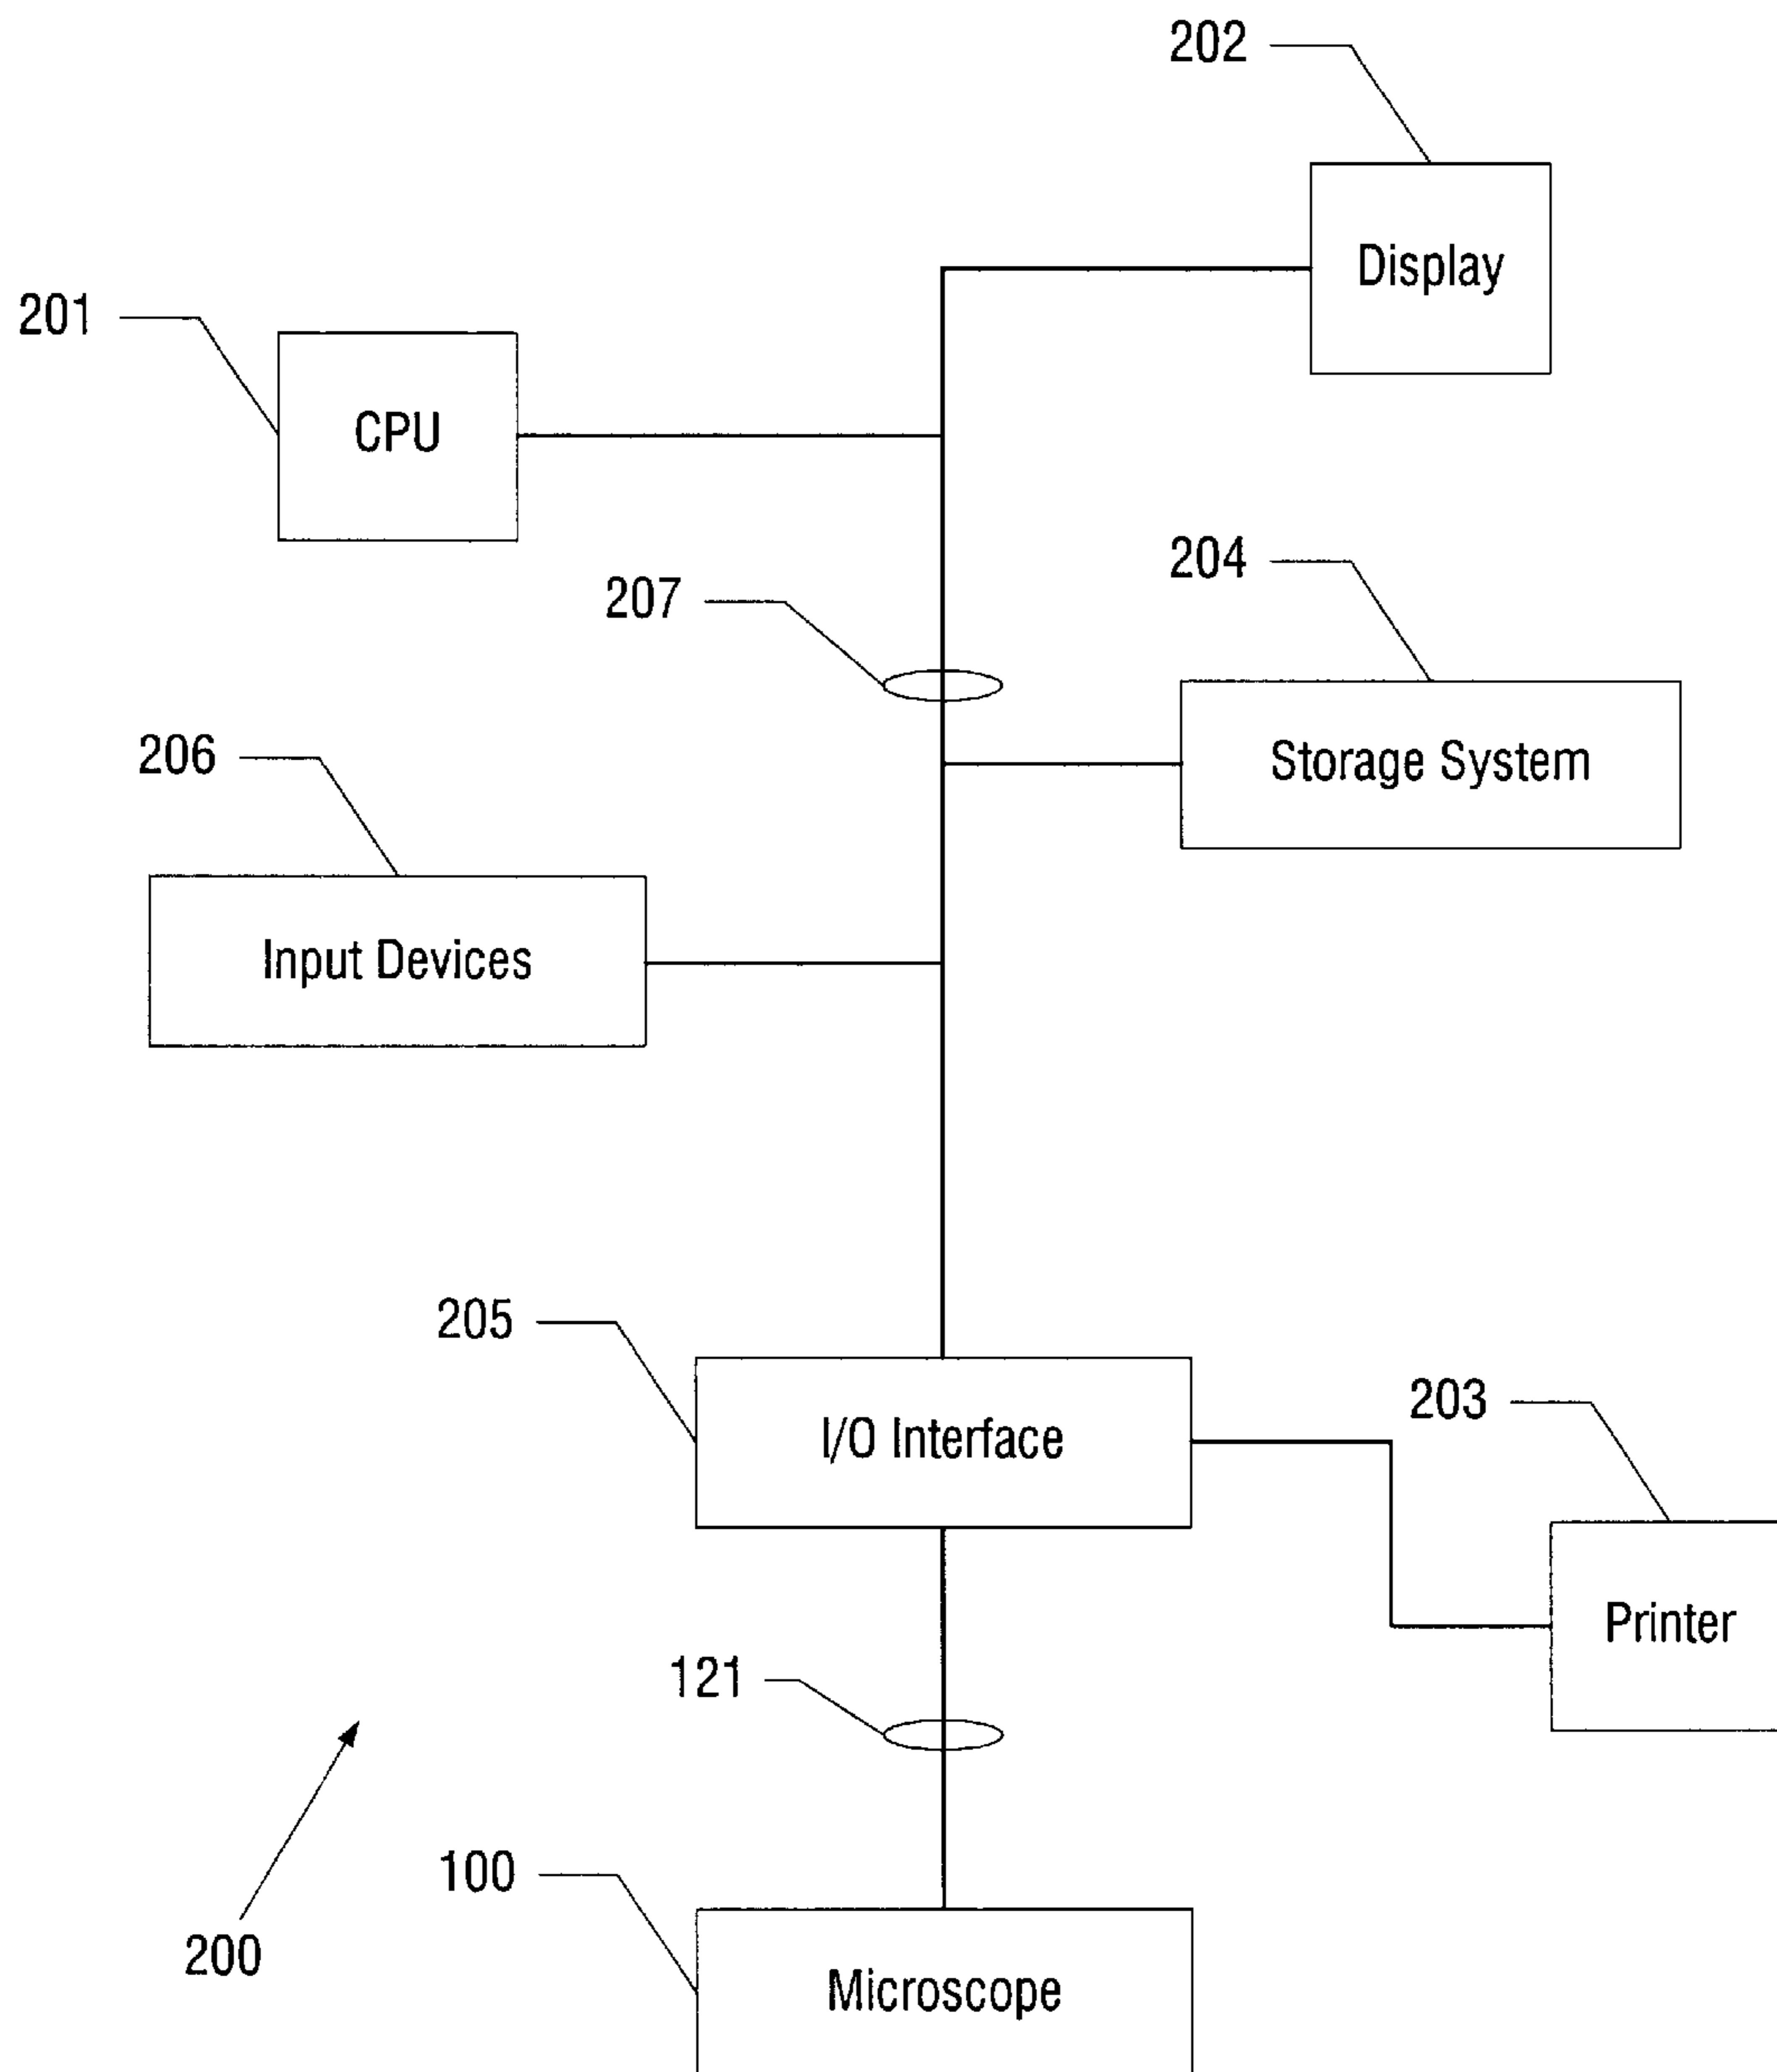 202
Display
201
CPU
204
207
Storage System
206
Input Devices
205
203
I/O Interface
Printer
121
100
200
Microscope